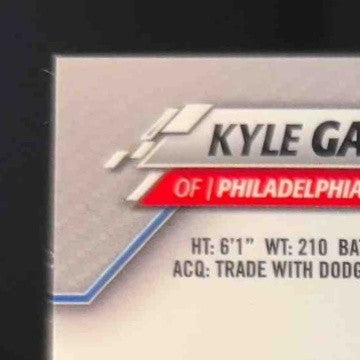 KYLE GA
OF | PHILADELPHIA
HT: 6'1" WT: 210 BA
ACQ: TRADE WITH DODG